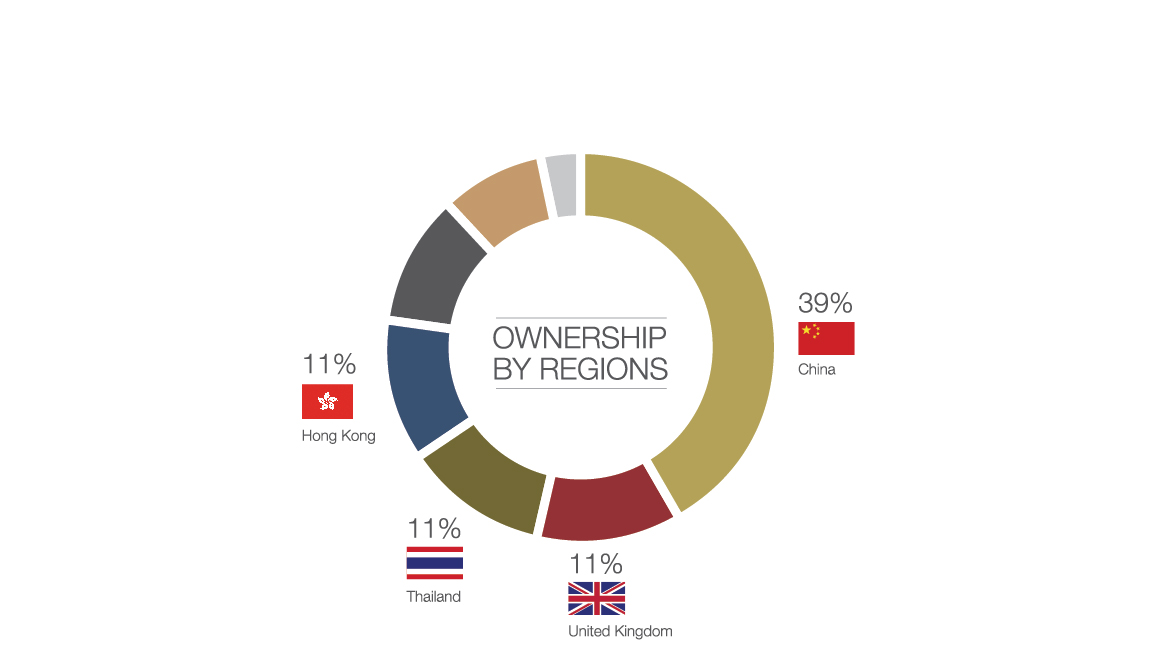 OWNERSHIP
BY REGIONS
39%
China
11%
United Kingdom
11%
Thailand
11%
Hong Kong